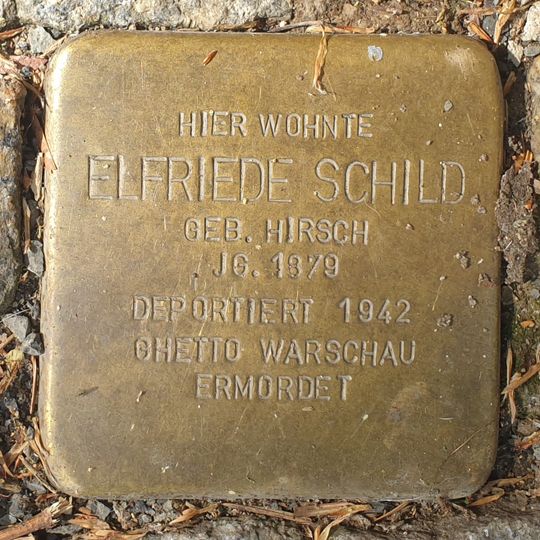 HIER WOHNTE
ELFRIEDE SCHILD
GEB. HIRSCH
JG. 1879
DEPORTIERT 1942
GHETTO WARSCHAU
ERMORDET